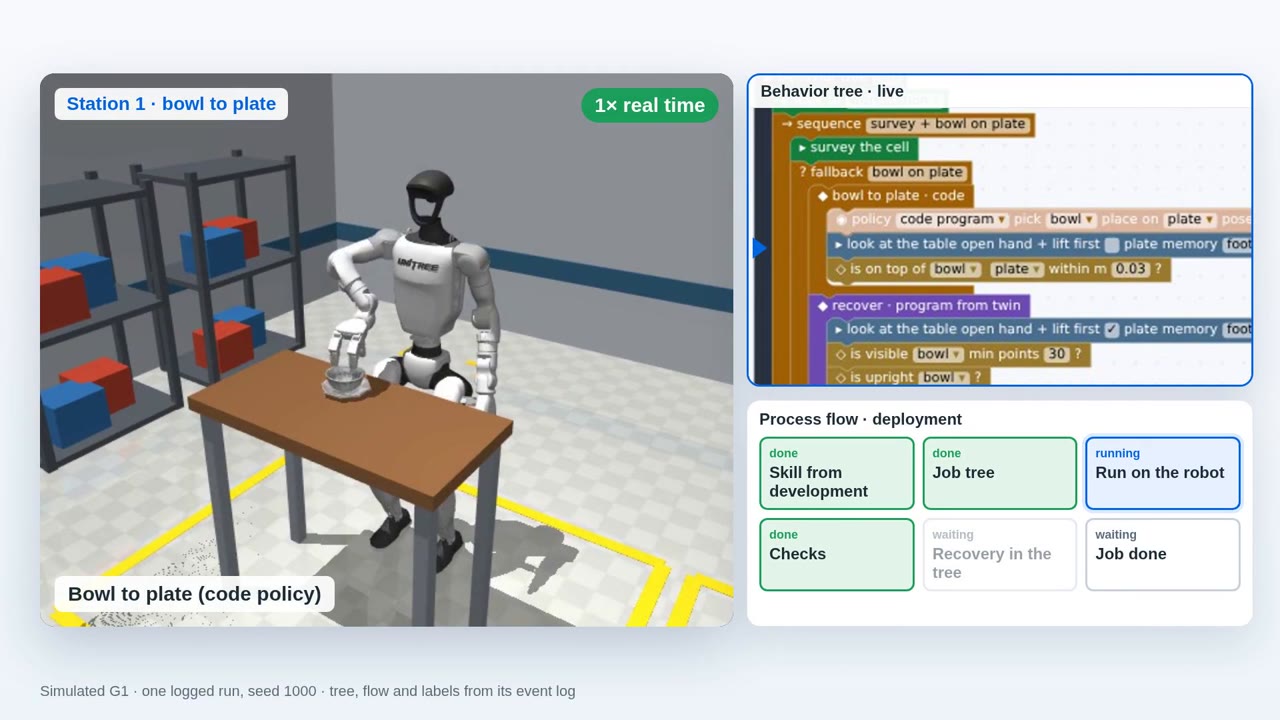 Station 1 · bowl to plate
1× real time
UNITREE
Bowl to plate (code policy)
Behavior tree · live
→ sequence survey + bowl on plate
▸ survey the cell
? fallback bowl on plate
◆ bowl to plate · code
◉ policy code program ▾ pick bowl ▾ place on plate ▾ pose
▸ look at the table open hand + lift first plate memory foot
◇ is on top of bowl ▾ plate ▾ within m 0.03 ?
◆ recover · program from twin
▸ look at the table open hand + lift first ✓ plate memory foot
◇ is visible bowl ▾ min points 30 ?
◇ is upright bowl ▾ ?
Process flow · deployment
done
Skill from
development
done
Job tree
running
Run on the robot
done
Checks
waiting
Recovery in the
tree
waiting
Job done
Simulated G1 · one logged run, seed 1000 · tree, flow and labels from its event log